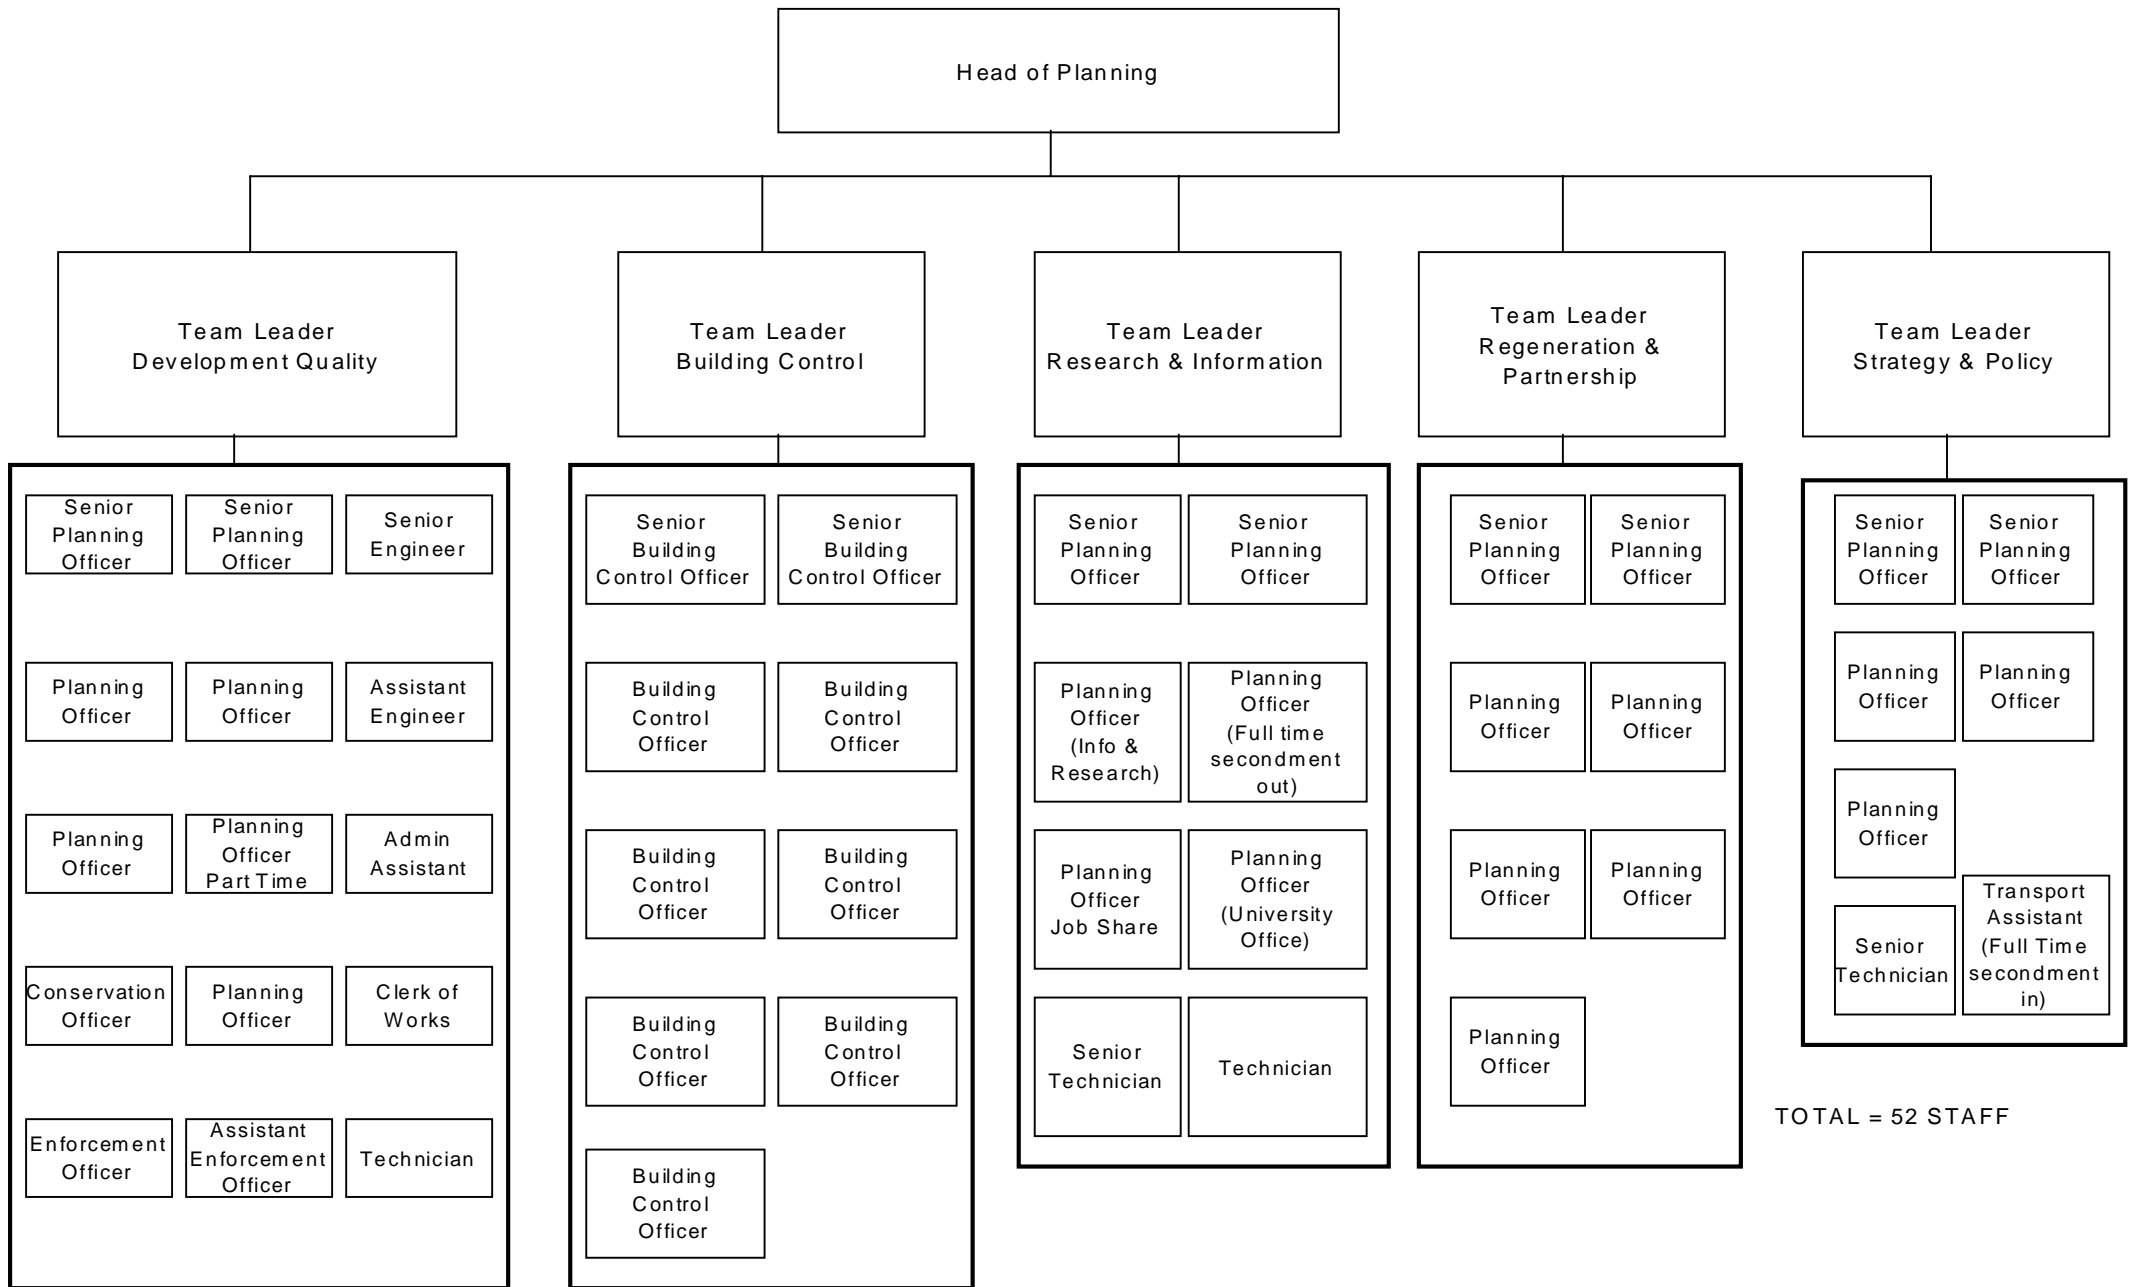 Head of Planning
Team Leader
Development Quality
Team Leader
Building Control
Team Leader
Research & Information
Team Leader
Regeneration &
Partnership
Team Leader
Strategy & Policy
Senior
Planning
Officer
Senior
Planning
Officer
Senior
Engineer
Planning
Officer
Planning
Officer
Assistant
Engineer
Planning
Officer
Planning
Officer
Part Time
Admin
Assistant
Conservation
Officer
Planning
Officer
Clerk of
Works
Enforcement
Officer
Assistant
Enforcement
Officer
Technician
Senior
Building
Control Officer
Senior
Building
Control Officer
Building
Control
Officer
Building
Control
Officer
Building
Control
Officer
Building
Control
Officer
Building
Control
Officer
Building
Control
Officer
Building
Control
Officer
Senior
Planning
Officer
Senior
Planning
Officer
Planning
Officer
(Info &
Research)
Planning
Officer
(Full time
secondment
out)
Planning
Officer
Job Share
Planning
Officer
(University
Office)
Senior
Technician
Technician
Senior
Planning
Officer
Senior
Planning
Officer
Planning
Officer
Planning
Officer
Planning
Officer
Planning
Officer
Planning
Officer
Senior
Planning
Officer
Senior
Planning
Officer
Planning
Officer
Planning
Officer
Planning
Officer
Senior
Technician
Transport
Assistant
(Full Time
secondment
in)
TOTAL = 52 STAFF